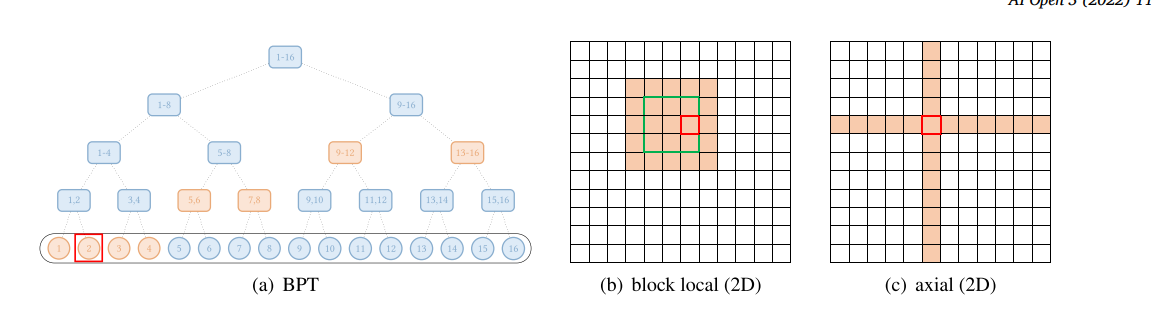 AI Open 3 (2022) 11
1-16
1-8 9-16
1-4 5-8 9-12 13-16
1,2 3,4 5,6 7,8 9,10 11,12 13,14 15,16
1 2 3 4 5 6 7 8 9 10 11 12 13 14 15 16
(a) BPT (b) block local (2D) (c) axial (2D)